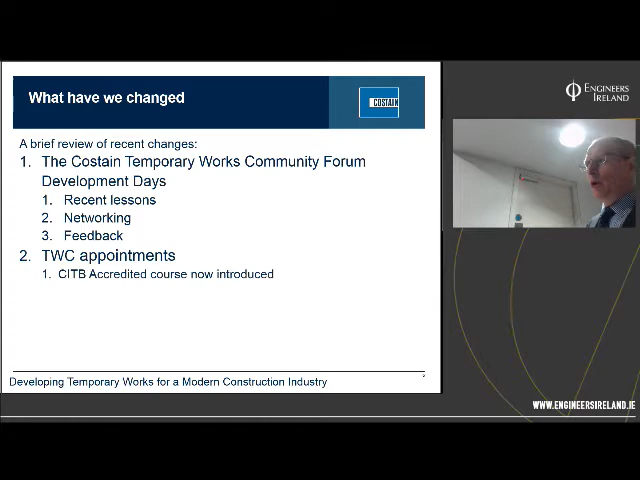 What have we changed
COSTAIN
ENGINEERS
IRELAND
A brief review of recent changes:
1. The Costain Temporary Works Community Forum
Development Days
1. Recent lessons
2. Networking
3. Feedback
2. TWC appointments
1. CITB Accredited course now introduced
Developing Temporary Works for a Modern Construction Industry
WWW.ENGINEERSIRELAND.IE